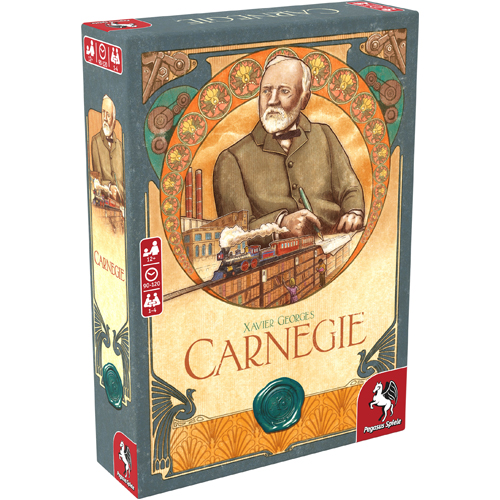 CARNEGIE
12+
90-120
1-4
XAVIER GEORGES
CARNEGIE
Pegasus Spiele